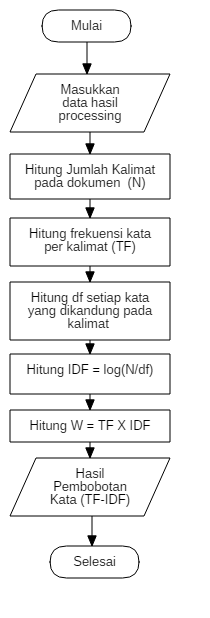 Mulai
Masukkan
data hasil
processing
Hitung Jumlah Kalimat
pada dokumen (N)
Hitung frekuensi kata
per kalimat (TF)
Hitung df setiap kata
yang dikandung pada
kalimat
Hitung IDF = log(N/df)
Hitung W = TF X IDF
Hasil
Pembobotan
Kata (TF-IDF)
Selesai